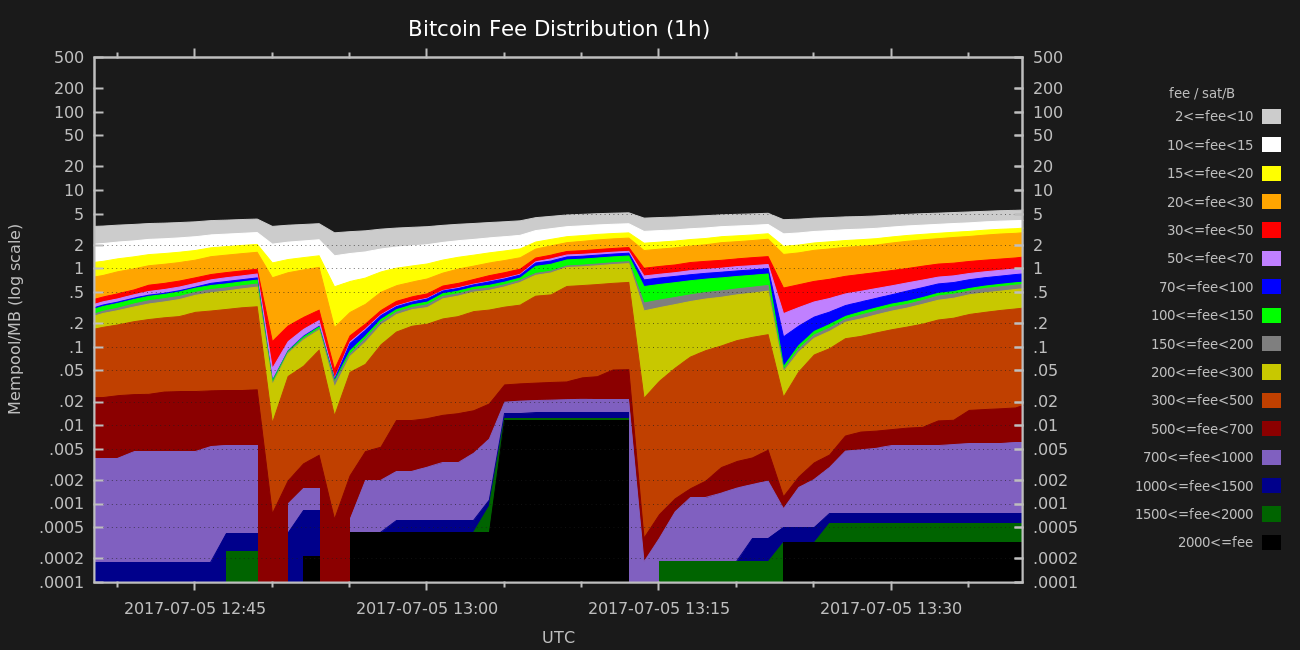 Bitcoin Fee Distribution (1h)
Mempool/MB (log scale)
500
200
100
50
20
10
5
2
1
.5
.2
.1
.05
.02
.01
.005
.002
.001
.0005
.0002
.0001
500
200
100
50
20
10
5
2
1
.5
.2
.1
.05
.02
.01
.005
.002
.001
.0005
.0002
.0001
2017-07-05 12:45
2017-07-05 13:00
2017-07-05 13:15
2017-07-05 13:30
UTC
fee / sat/B
2<=fee<10
10<=fee<15
15<=fee<20
20<=fee<30
30<=fee<50
50<=fee<70
70<=fee<100
100<=fee<150
150<=fee<200
200<=fee<300
300<=fee<500
500<=fee<700
700<=fee<1000
1000<=fee<1500
1500<=fee<2000
2000<=fee